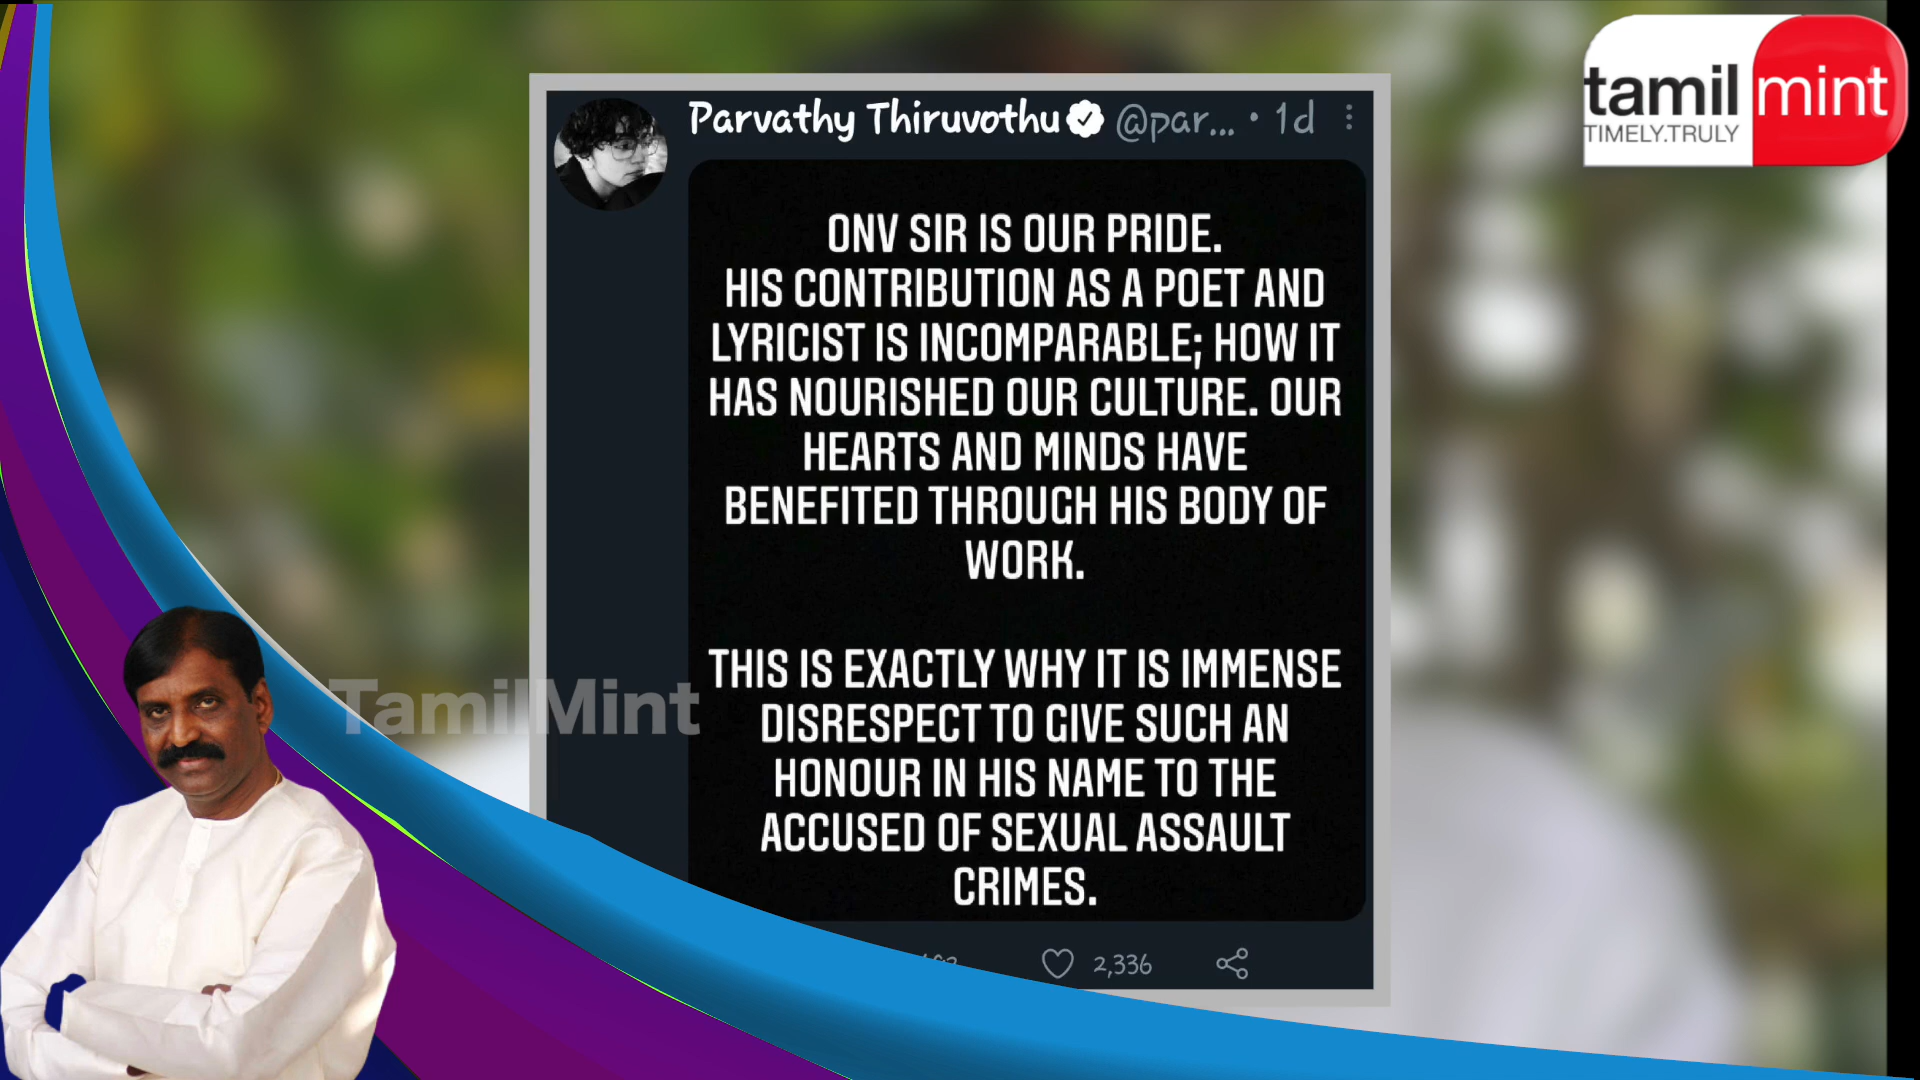 tamil mint
TIMELY.TRULY
Parvathy Thiruvothu @par... • 1d
ONV SIR IS OUR PRIDE.
HIS CONTRIBUTION AS A POET AND
LYRICIST IS INCOMPARABLE; HOW IT
HAS NOURISHED OUR CULTURE. OUR
HEARTS AND MINDS HAVE
BENEFITED THROUGH HIS BODY OF
WORK.
THIS IS EXACTLY WHY IT IS IMMENSE
DISRESPECT TO GIVE SUCH AN
HONOUR IN HIS NAME TO THE
ACCUSED OF SEXUAL ASSAULT
CRIMES.
TamilMint
2,336